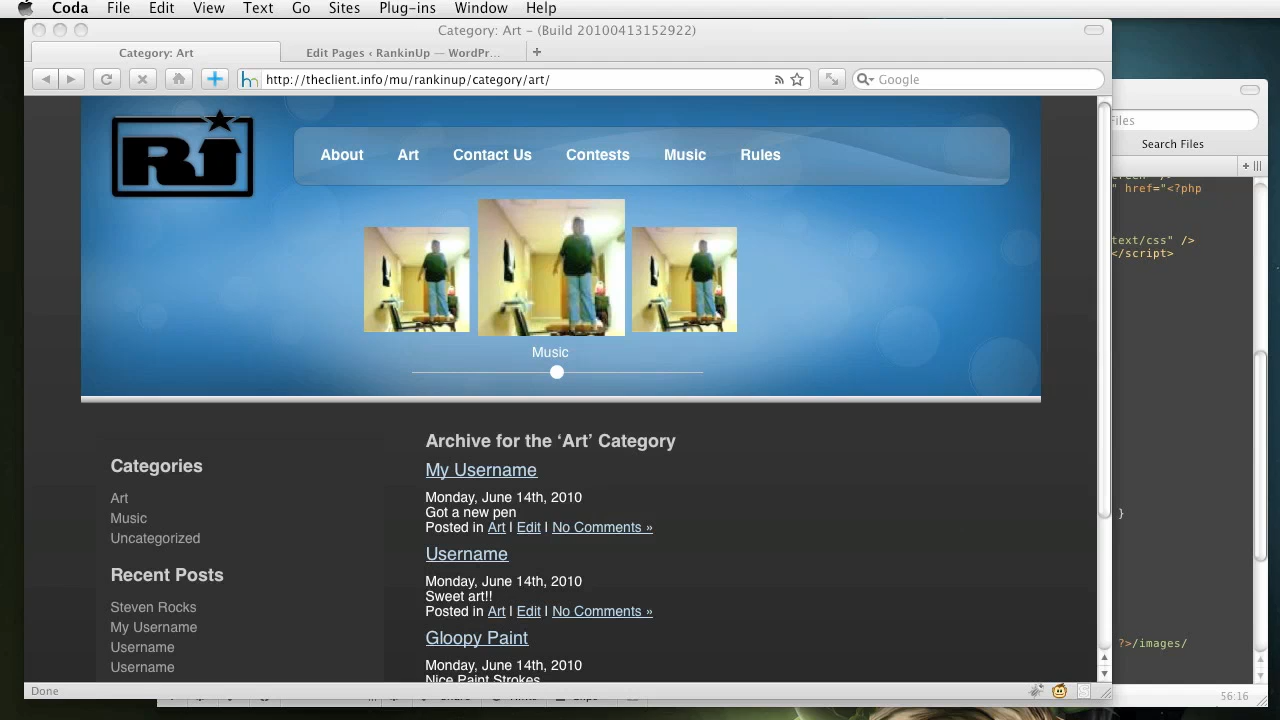 Coda File Edit View Text Go Sites Plug-ins Window Help
Category: Art – (Build 20100413152922)
Category: Art
Edit Pages ‹ RankinUp — WordPr...
+
http://theclient.info/mu/rankinup/category/art/
Google
Files
Search Files
" href="<?php
text/css" />
</script>
}
?>/images/
56:16
RU
About Art Contact Us Contests Music Rules
Music
Categories
Art
Music
Uncategorized
Recent Posts
Steven Rocks
My Username
Username
Username
Archive for the ‘Art’ Category
My Username
Monday, June 14th, 2010
Got a new pen
Posted in Art | Edit | No Comments »
Username
Monday, June 14th, 2010
Sweet art!!
Posted in Art | Edit | No Comments »
Gloopy Paint
Monday, June 14th, 2010
Nice Paint Strokes
Done